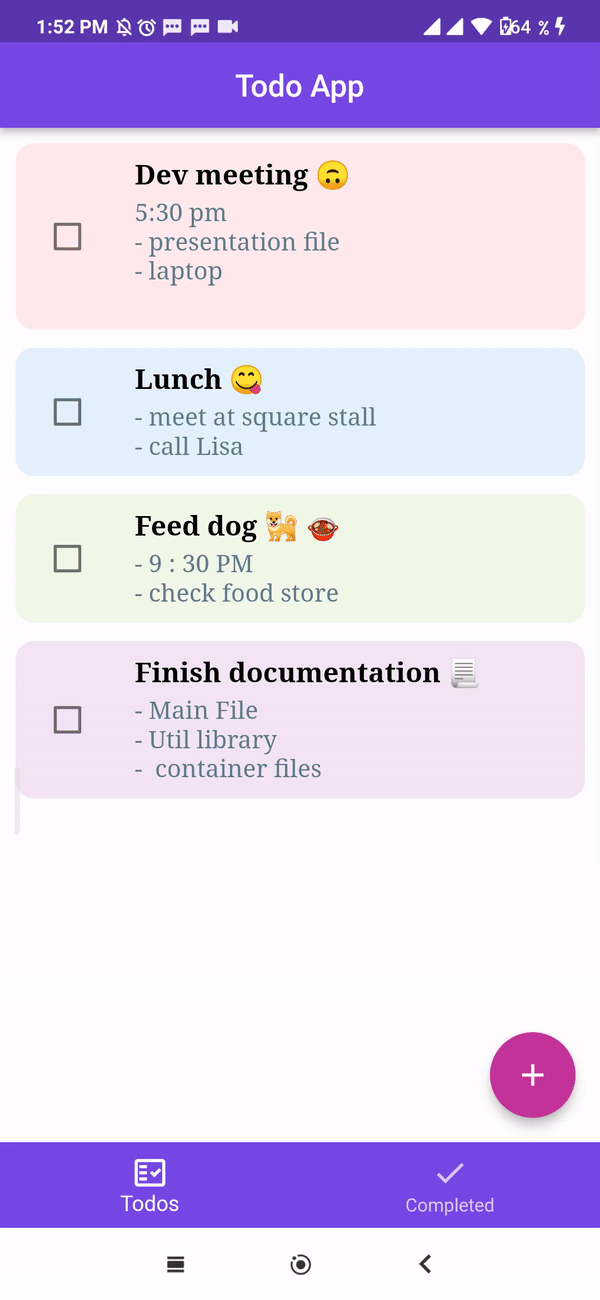 1:52 PM 64 %
Todo App
Dev meeting 🙃
5:30 pm
- presentation file
- laptop
Lunch 😋
- meet at square stall
- call Lisa
Feed dog 🐕 🍲
- 9 : 30 PM
- check food store
Finish documentation 📃
- Main File
- Util library
-  container files
Todos
Completed